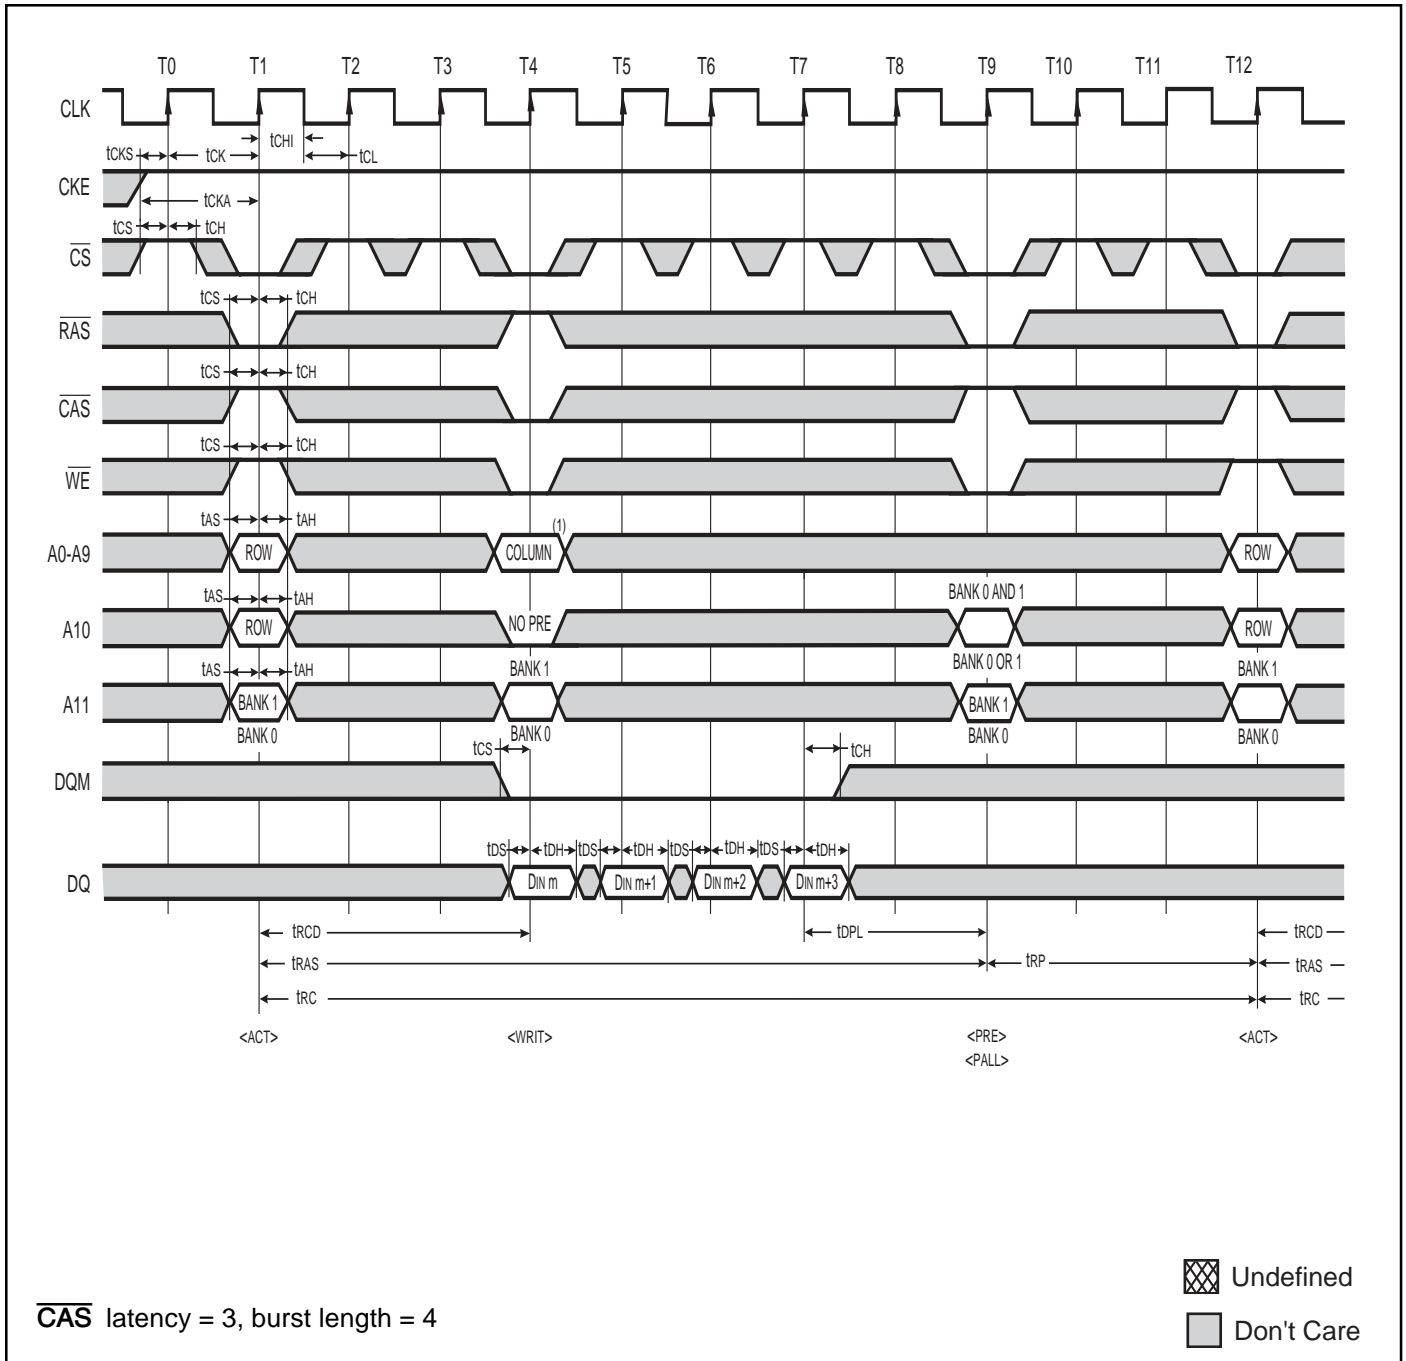 T0 T1 T2 T3 T4 T5 T6 T7 T8 T9 T10 T11 T12
CLK
tCHI
tCKS tCK tCL
CKE
tCKA
tCS tCH
CS
tCS tCH
RAS
tCS tCH
CAS
tCS tCH
WE
tAS tAH (1)
A0-A9 ROW COLUMN ROW
tAS tAH BANK 0 AND 1
A10 ROW NO PRE ROW
tAS tAH BANK 1 BANK 0 OR 1 BANK 1
A11 BANK 1 BANK 1
BANK 0 BANK 0 BANK 0 BANK 0
tCS tCH
DQM
tDS tDH tDS tDH tDS tDH tDS tDH
DQ DIN m DIN m+1 DIN m+2 DIN m+3
tRCD tDPL tRCD
tRAS tRP tRAS
tRC tRC
<ACT> <WRIT> <PRE> <ACT>
<PALL>
Undefined
CAS latency = 3, burst length = 4
Don't Care